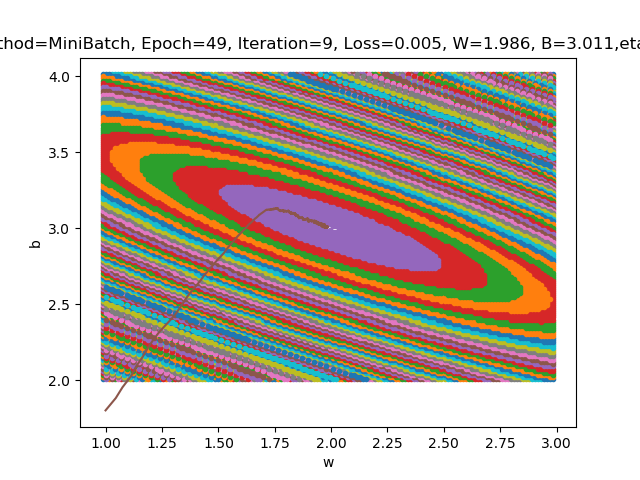 thod=MiniBatch, Epoch=49, Iteration=9, Loss=0.005, W=1.986, B=3.011,eta
4.0
3.5
3.0
2.5
2.0
b
1.00 1.25 1.50 1.75 2.00 2.25 2.50 2.75 3.00
w